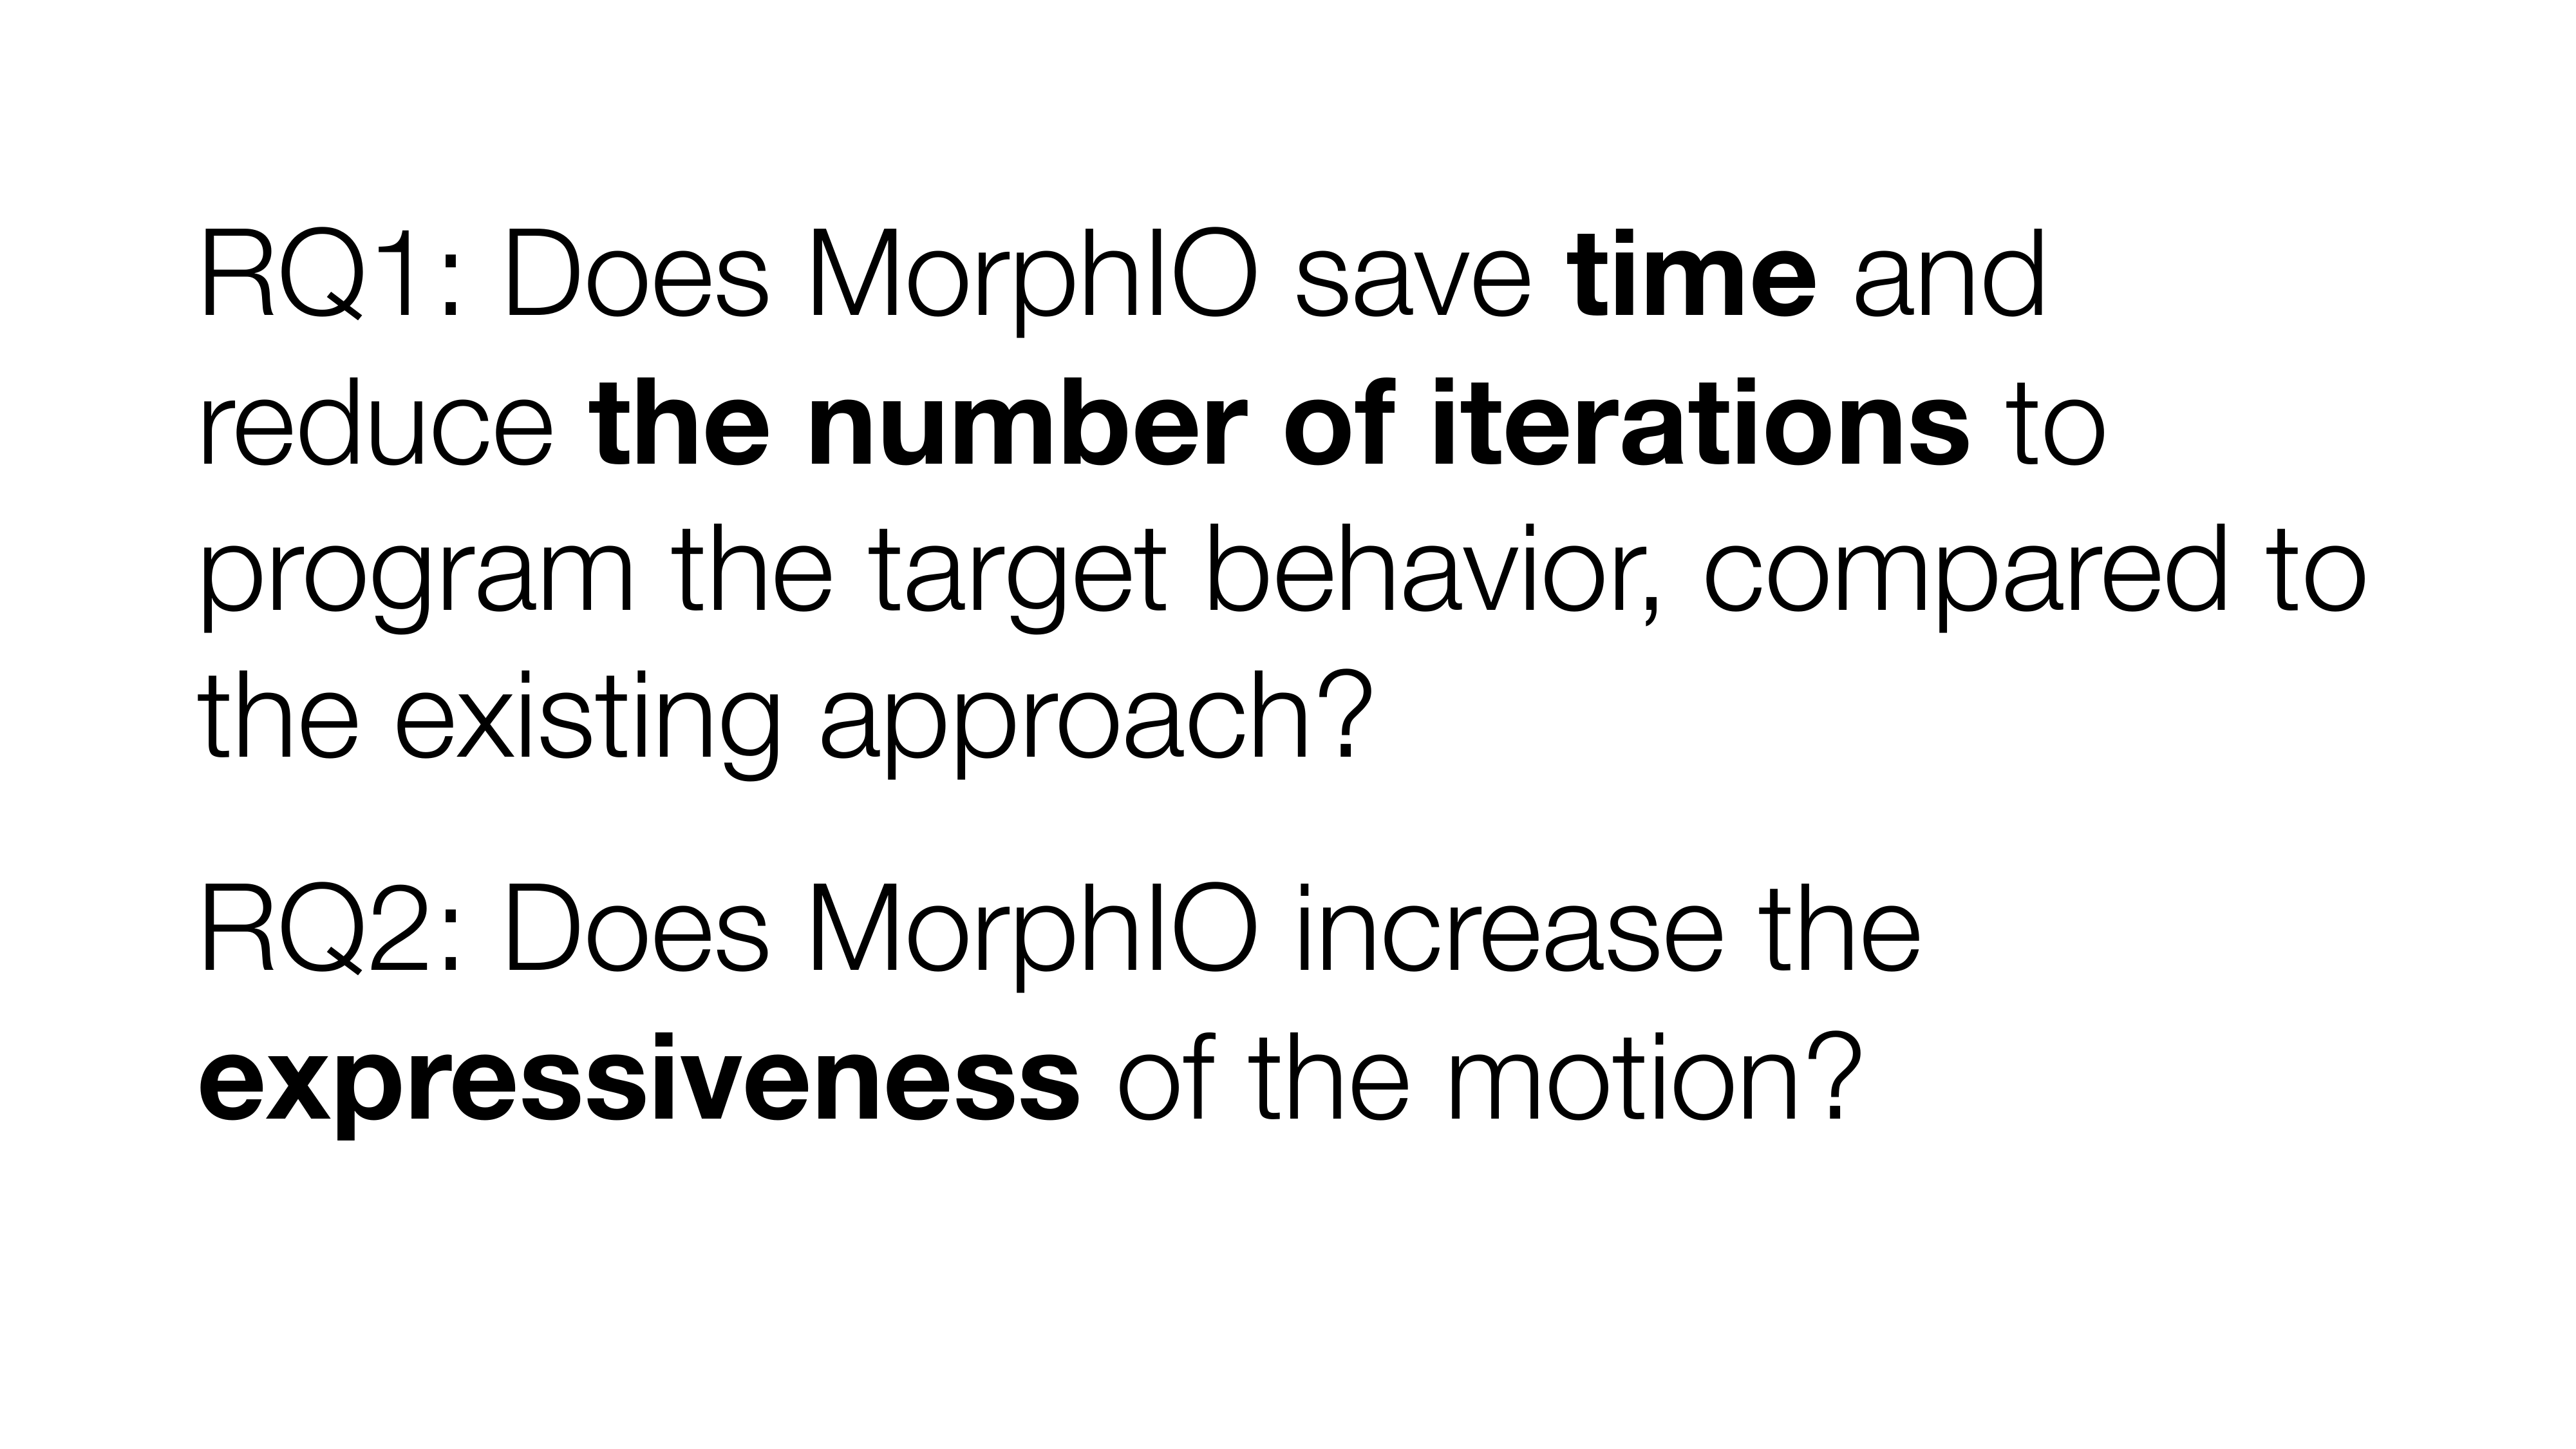 RQ1: Does MorphIO save time and
reduce the number of iterations to
program the target behavior, compared to
the existing approach?
RQ2: Does MorphIO increase the
expressiveness of the motion?